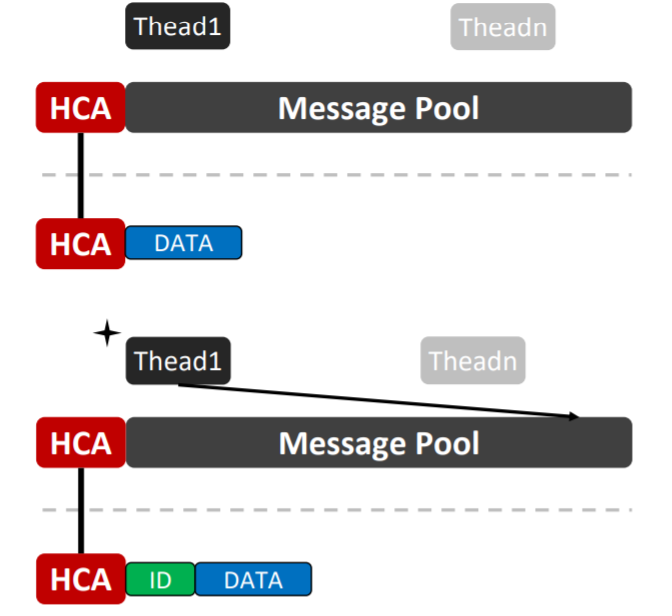 Thead1
Theadn
HCA
Message Pool
HCA
DATA
Thead1
Theadn
HCA
Message Pool
HCA
ID
DATA